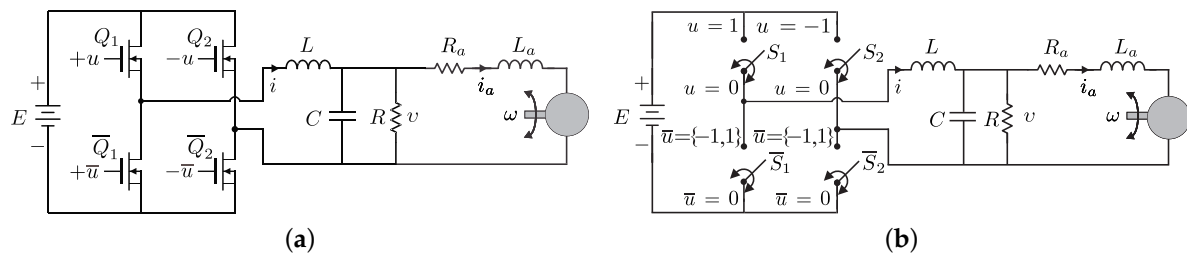 Q₁ Q₂ L Rₐ Lₐ
+u −u
+
i iₐ
E C R υ ω
−
Q̅₁ Q̅₂
+u̅ −u̅
(a)
u = 1 u = −1
S₁ S₂ L Rₐ Lₐ
+
u = 0 u = 0 i iₐ
E C R υ ω
−
u̅={-1,1} u̅={-1,1}
S̅₁ S̅₂
u̅ = 0 u̅ = 0
(b)